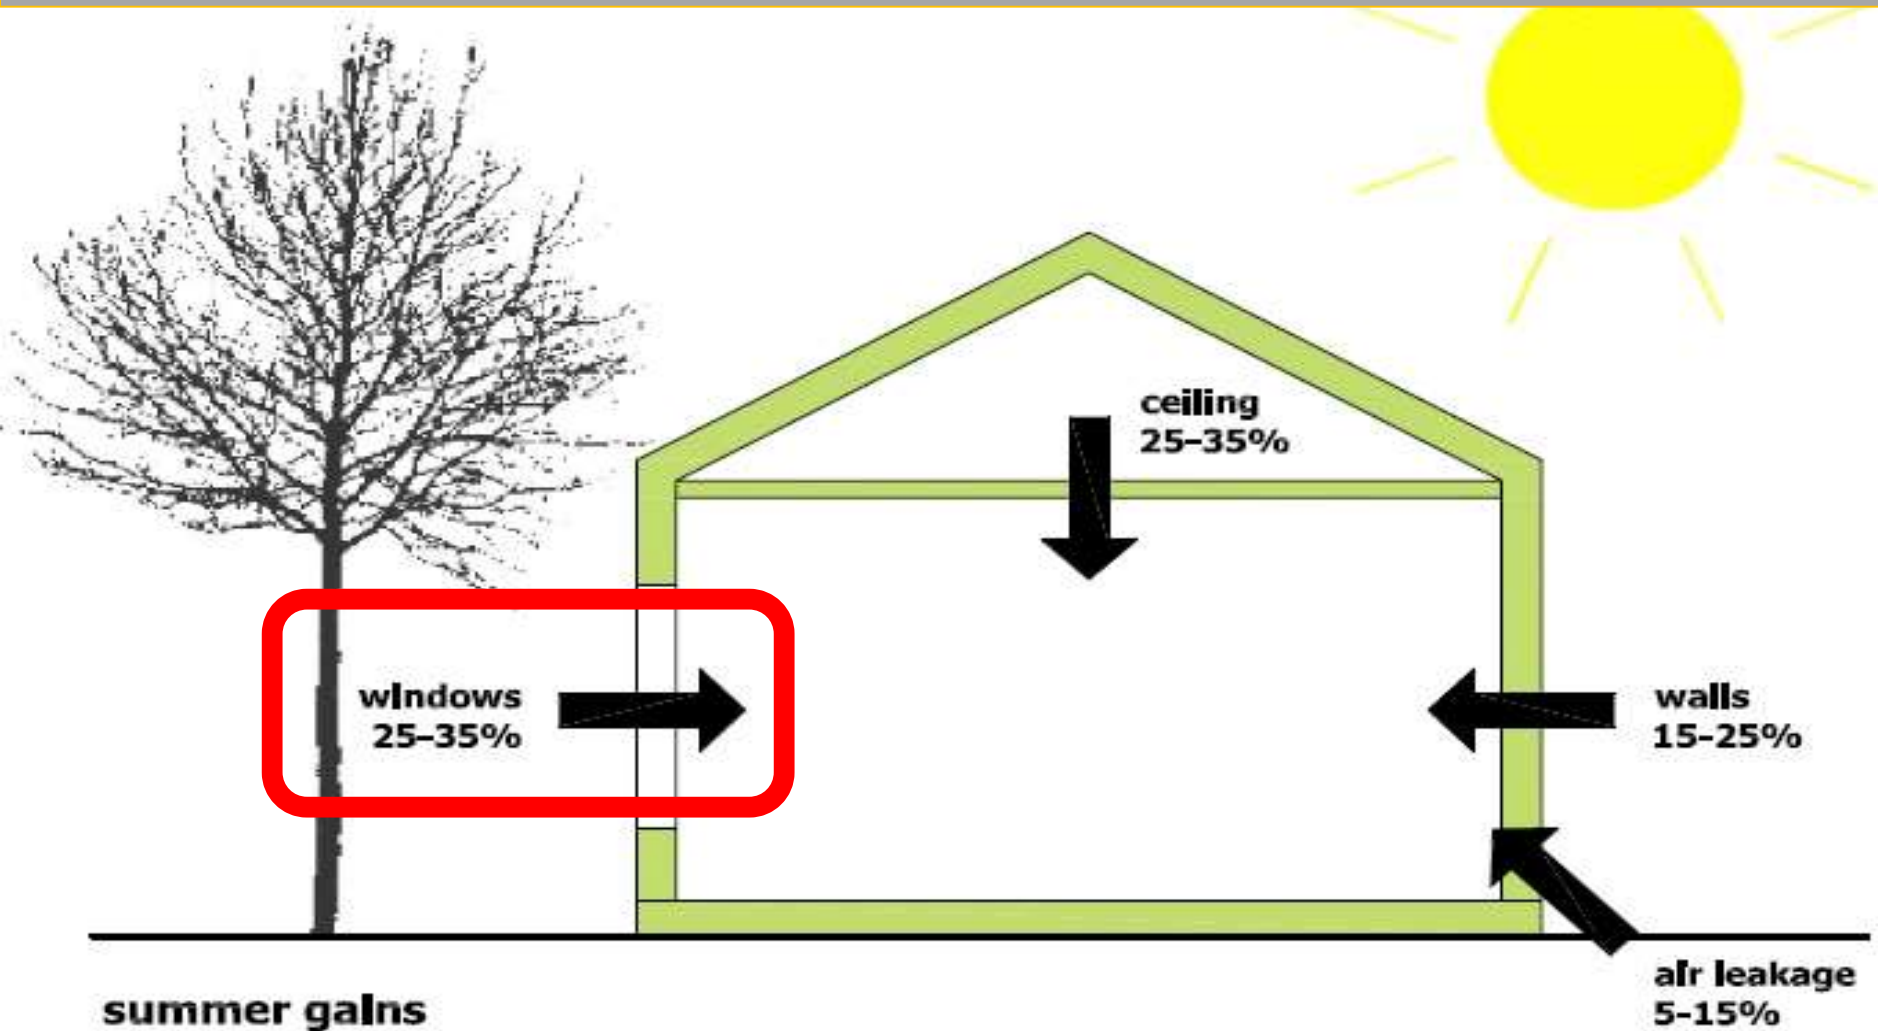 ceiling
25–35%
windows
25–35%
walls
15-25%
air leakage
5-15%
summer gains